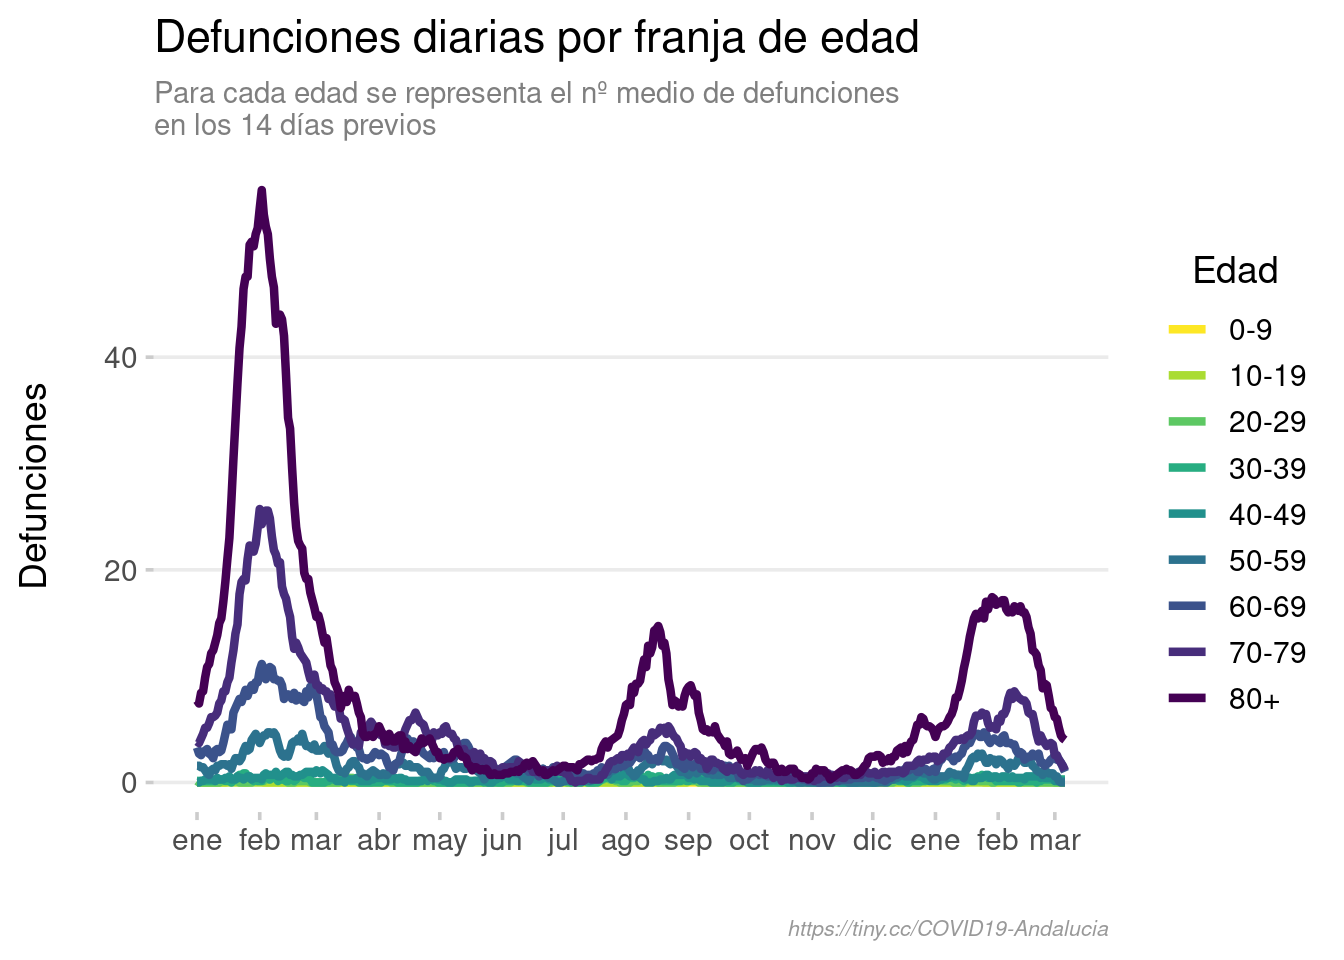 Defunciones diarias por franja de edad
Para cada edad se representa el nº medio de defunciones
en los 14 días previos
Defunciones
40
20
0
ene feb mar abr may jun jul ago sep oct nov dic ene feb mar
Edad
0-9
10-19
20-29
30-39
40-49
50-59
60-69
70-79
80+
https://tiny.cc/COVID19-Andalucia